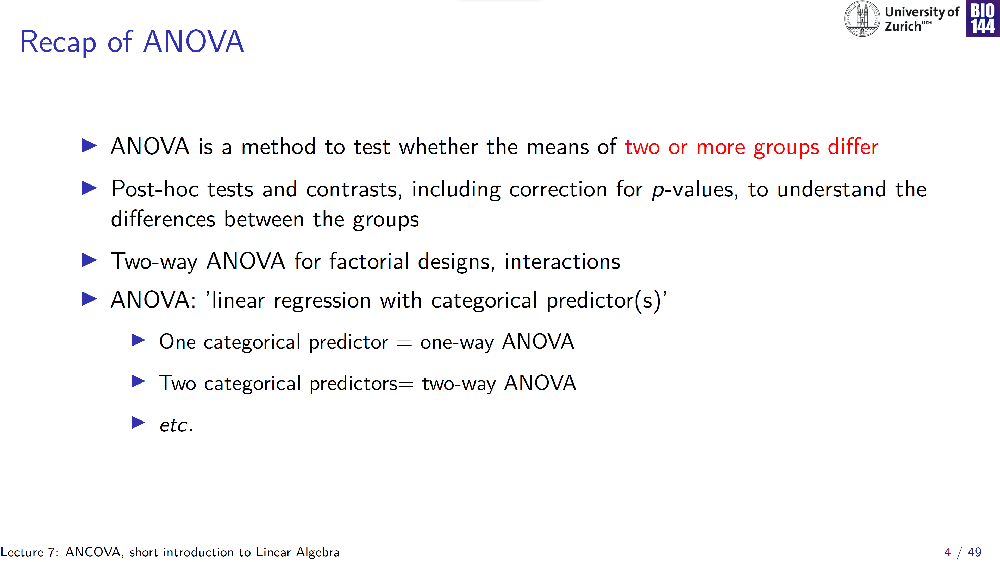 University of
Zurich UZH
BIO
144
Recap of ANOVA
ANOVA is a method to test whether the means of two or more groups differ
Post-hoc tests and contrasts, including correction for p-values, to understand the
differences between the groups
Two-way ANOVA for factorial designs, interactions
ANOVA: ’linear regression with categorical predictor(s)’
One categorical predictor = one-way ANOVA
Two categorical predictors= two-way ANOVA
etc.
Lecture 7: ANCOVA, short introduction to Linear Algebra
4 / 49